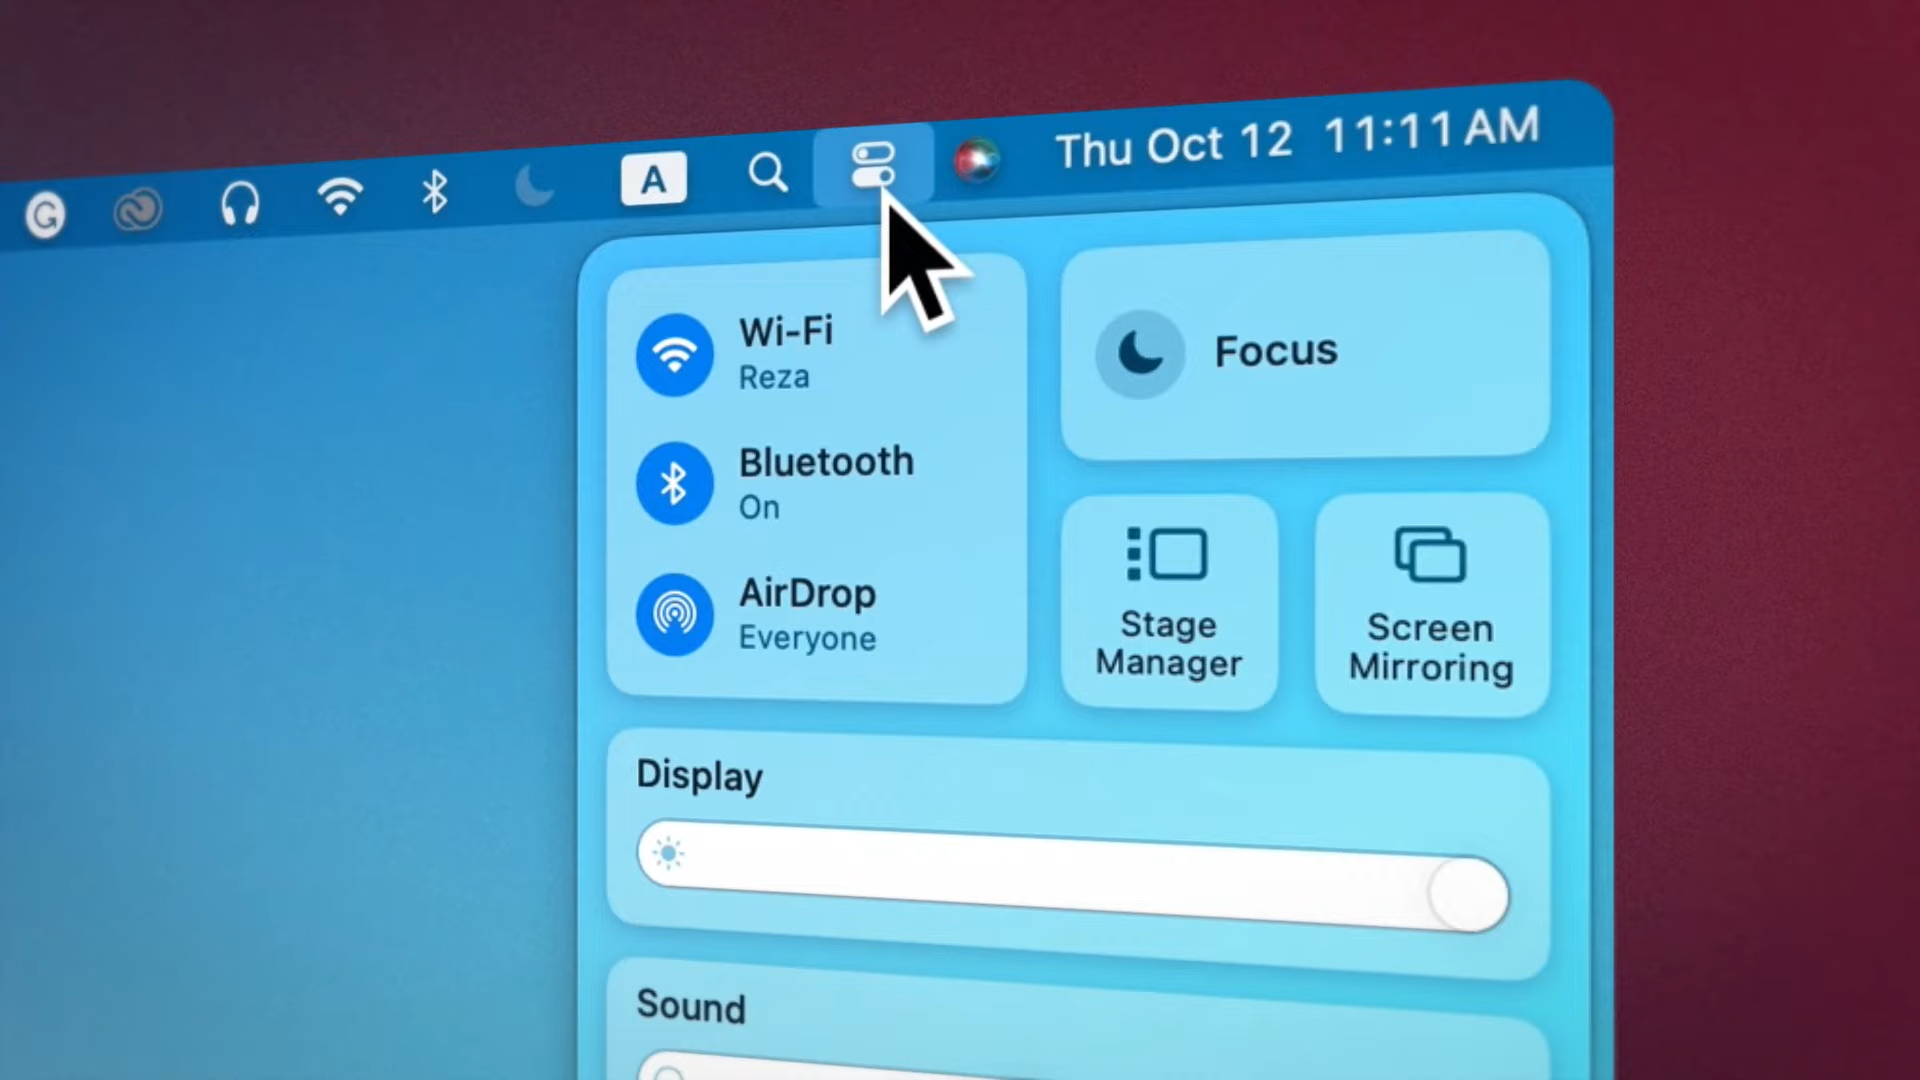 A
Thu Oct 12 11:11 AM
Wi-Fi
Reza
Bluetooth
On
AirDrop
Everyone
Focus
Stage
Manager
Screen
Mirroring
Display
Sound